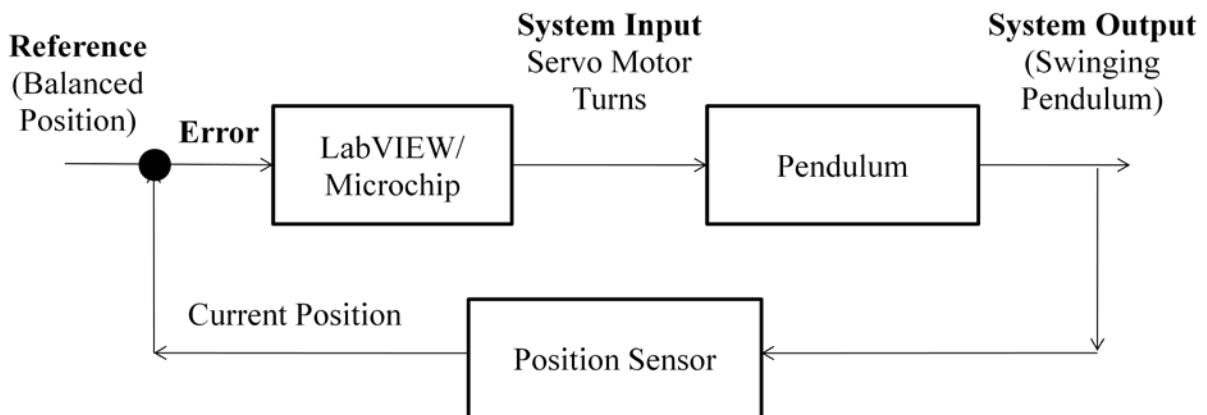 Reference
(Balanced
Position)
Error
LabVIEW/
Microchip
System Input
Servo Motor
Turns
Pendulum
System Output
(Swinging
Pendulum)
Current Position
Position Sensor